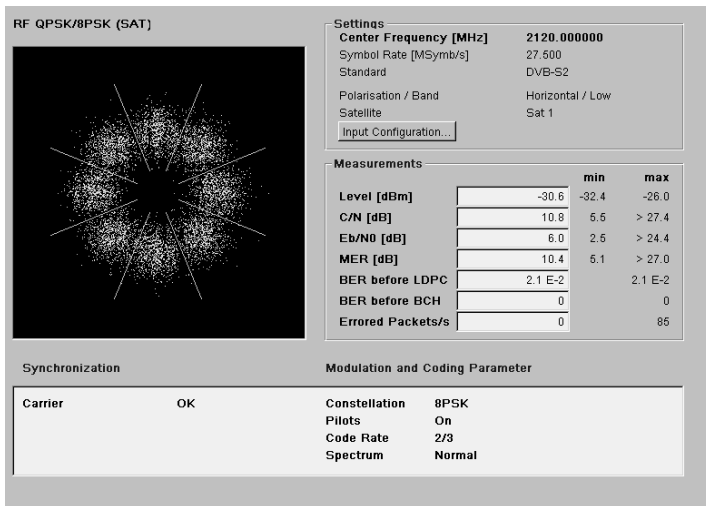 RF QPSK/8PSK (SAT)
Settings
Center Frequency [MHz] 2120.000000
Symbol Rate [MSymb/s] 27.500
Standard DVB-S2
Polarisation / Band Horizontal / Low
Satellite Sat 1
Input Configuration...
Measurements
min max
Level [dBm] -30.6 -32.4 -26.0
C/N [dB] 10.8 5.5 > 27.4
Eb/N0 [dB] 6.0 2.5 > 24.4
MER [dB] 10.4 5.1 > 27.0
BER before LDPC 2.1 E-2 2.1 E-2
BER before BCH 0 0
Errored Packets/s 0 85
Synchronization
Modulation and Coding Parameter
Carrier OK
Constellation 8PSK
Pilots On
Code Rate 2/3
Spectrum Normal